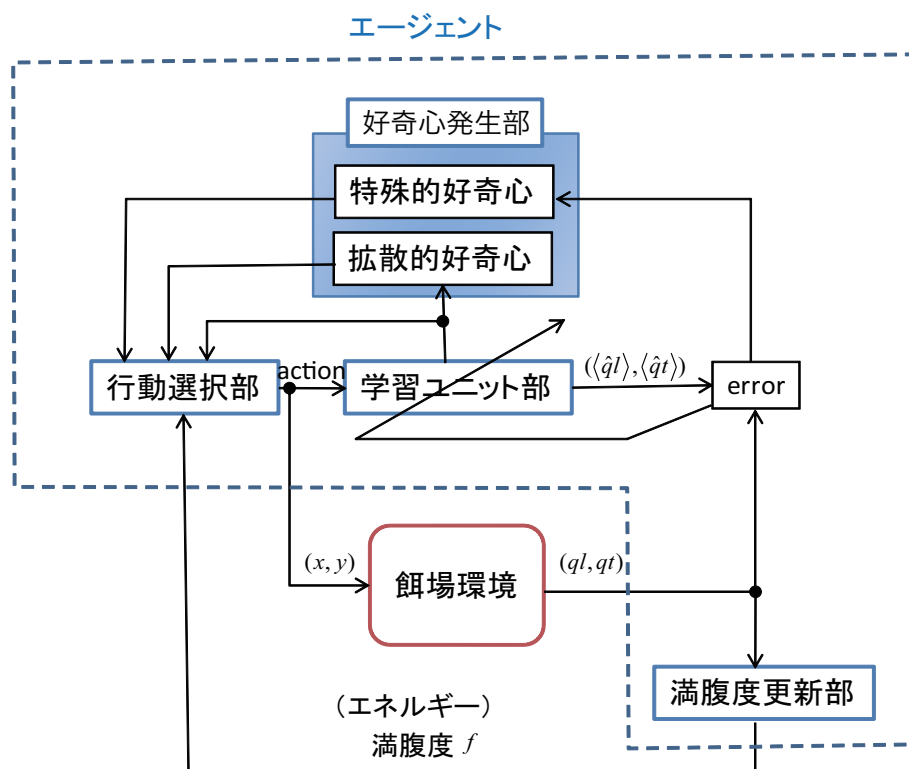 エージェント
好奇心発生部
特殊的好奇心
拡散的好奇心
行動選択部
action
学習ユニット部
(⟨q̂l⟩,⟨q̂t⟩)
error
(x, y)
餌場環境
(ql, qt)
満腹度更新部
(エネルギー)
満腹度 f